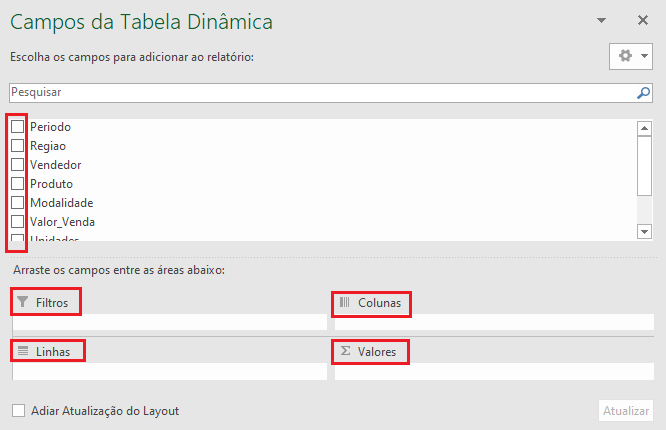 Campos da Tabela Dinâmica
Escolha os campos para adicionar ao relatório:
Pesquisar
Periodo
Regiao
Vendedor
Produto
Modalidade
Valor_Venda
Unidades
Arraste os campos entre as áreas abaixo:
Filtros
Colunas
Linhas
Σ Valores
Adiar Atualização do Layout
Atualizar